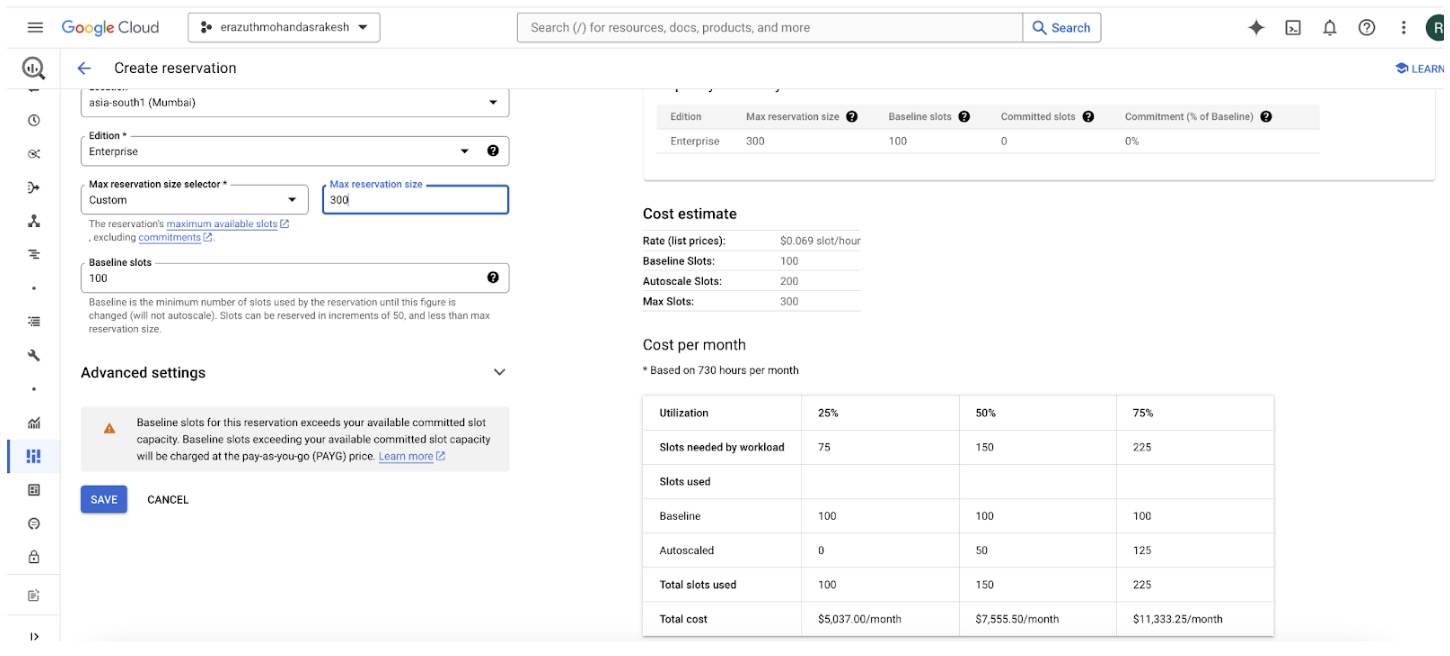 Google Cloud
erazuthmohandasrakesh
Search (/) for resources, docs, products, and more
Search
R
Create reservation
LEARN
asia-south1 (Mumbai)
Edition *
Enterprise
Max reservation size selector *
Custom
Max reservation size
300
The reservation's maximum available slots
, excluding commitments.
Baseline slots
100
Baseline is the minimum number of slots used by the reservation until this figure is
changed (will not autoscale). Slots can be reserved in increments of 50, and less than max
reservation size.
Advanced settings
Baseline slots for this reservation exceeds your available committed slot
capacity. Baseline slots exceeding your available committed slot capacity
will be charged at the pay-as-you-go (PAYG) price. Learn more
SAVE CANCEL
Edition Max reservation size Baseline slots Committed slots Commitment (% of Baseline)
Enterprise 300 100 0 0%
Cost estimate
Rate (list prices): $0.069 slot/hour
Baseline Slots: 100
Autoscale Slots: 200
Max Slots: 300
Cost per month
* Based on 730 hours per month
Utilization 25% 50% 75%
Slots needed by workload 75 150 225
Slots used
Baseline 100 100 100
Autoscaled 0 50 125
Total slots used 100 150 225
Total cost $5,037.00/month $7,555.50/month $11,333.25/month